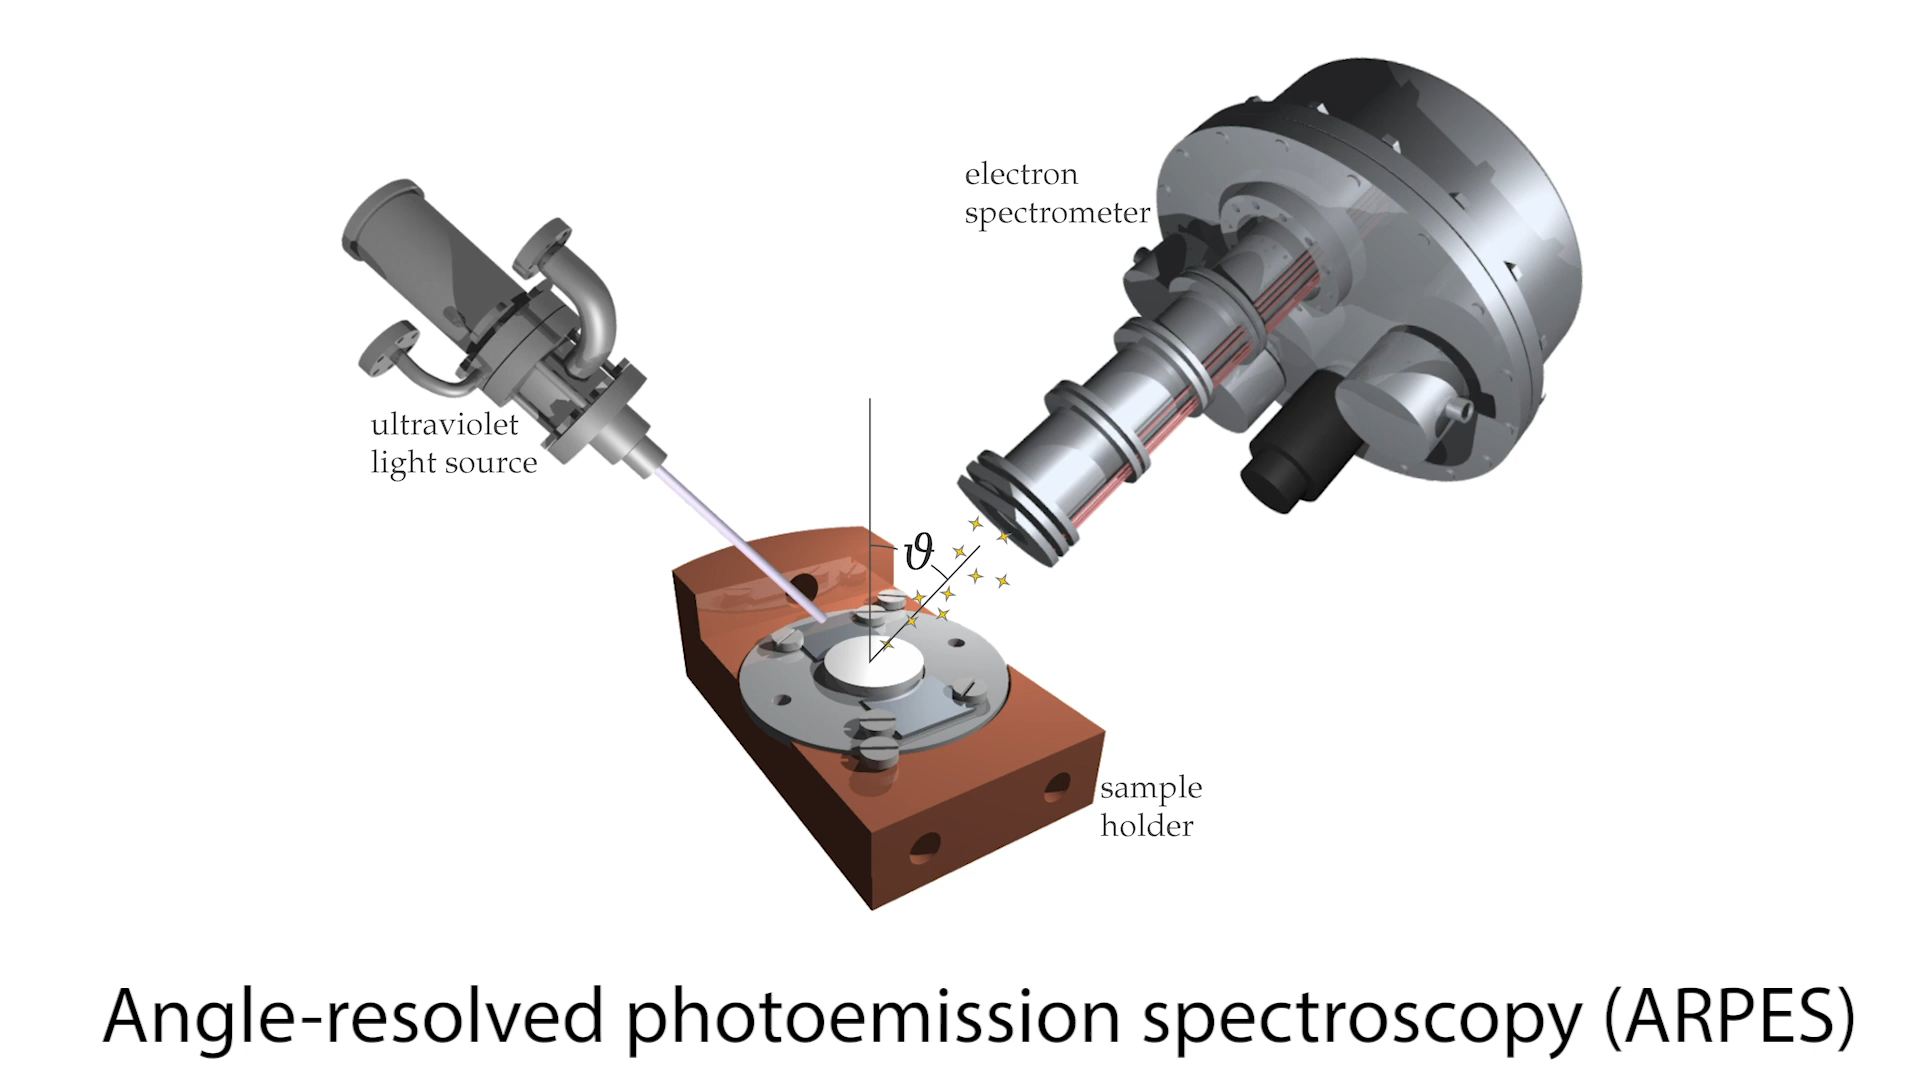 electron
spectrometer
ultraviolet
light source
ϑ
sample
holder
Angle-resolved photoemission spectroscopy (ARPES)